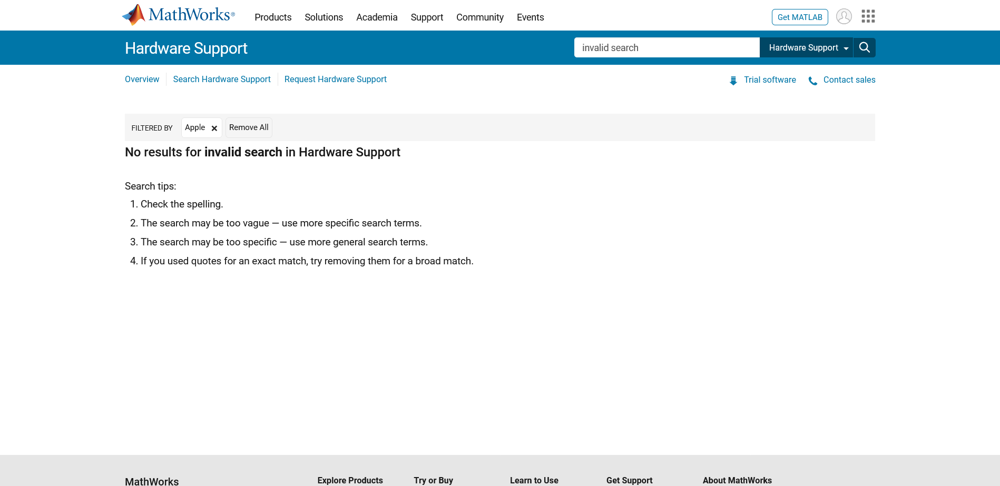 MathWorks®
Products Solutions Academia Support Community Events
Get MATLAB
Hardware Support
invalid search
Hardware Support
Overview
Search Hardware Support
Request Hardware Support
Trial software
Contact sales
FILTERED BY
Apple
Remove All
No results for invalid search in Hardware Support
Search tips:
1. Check the spelling.
2. The search may be too vague — use more specific search terms.
3. The search may be too specific — use more general search terms.
4. If you used quotes for an exact match, try removing them for a broad match.
MathWorks
Explore Products
Try or Buy
Learn to Use
Get Support
About MathWorks